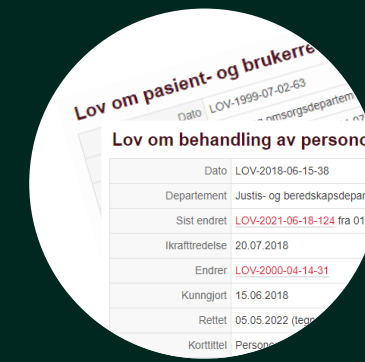 Lov om pasient- og brukerre
Dato LOV-1999-07-02-63
omsorgsdepartem
Lov om behandling av persono
Dato LOV-2018-06-15-38
Departement Justis- og beredskapsdepar
Sist endret LOV-2021-06-18-124 fra 01
Ikrafttredelse 20.07.2018
Endrer LOV-2000-04-14-31
Kunngjort 15.06.2018
Rettet 05.05.2022 (tegn
Korttittel Persono